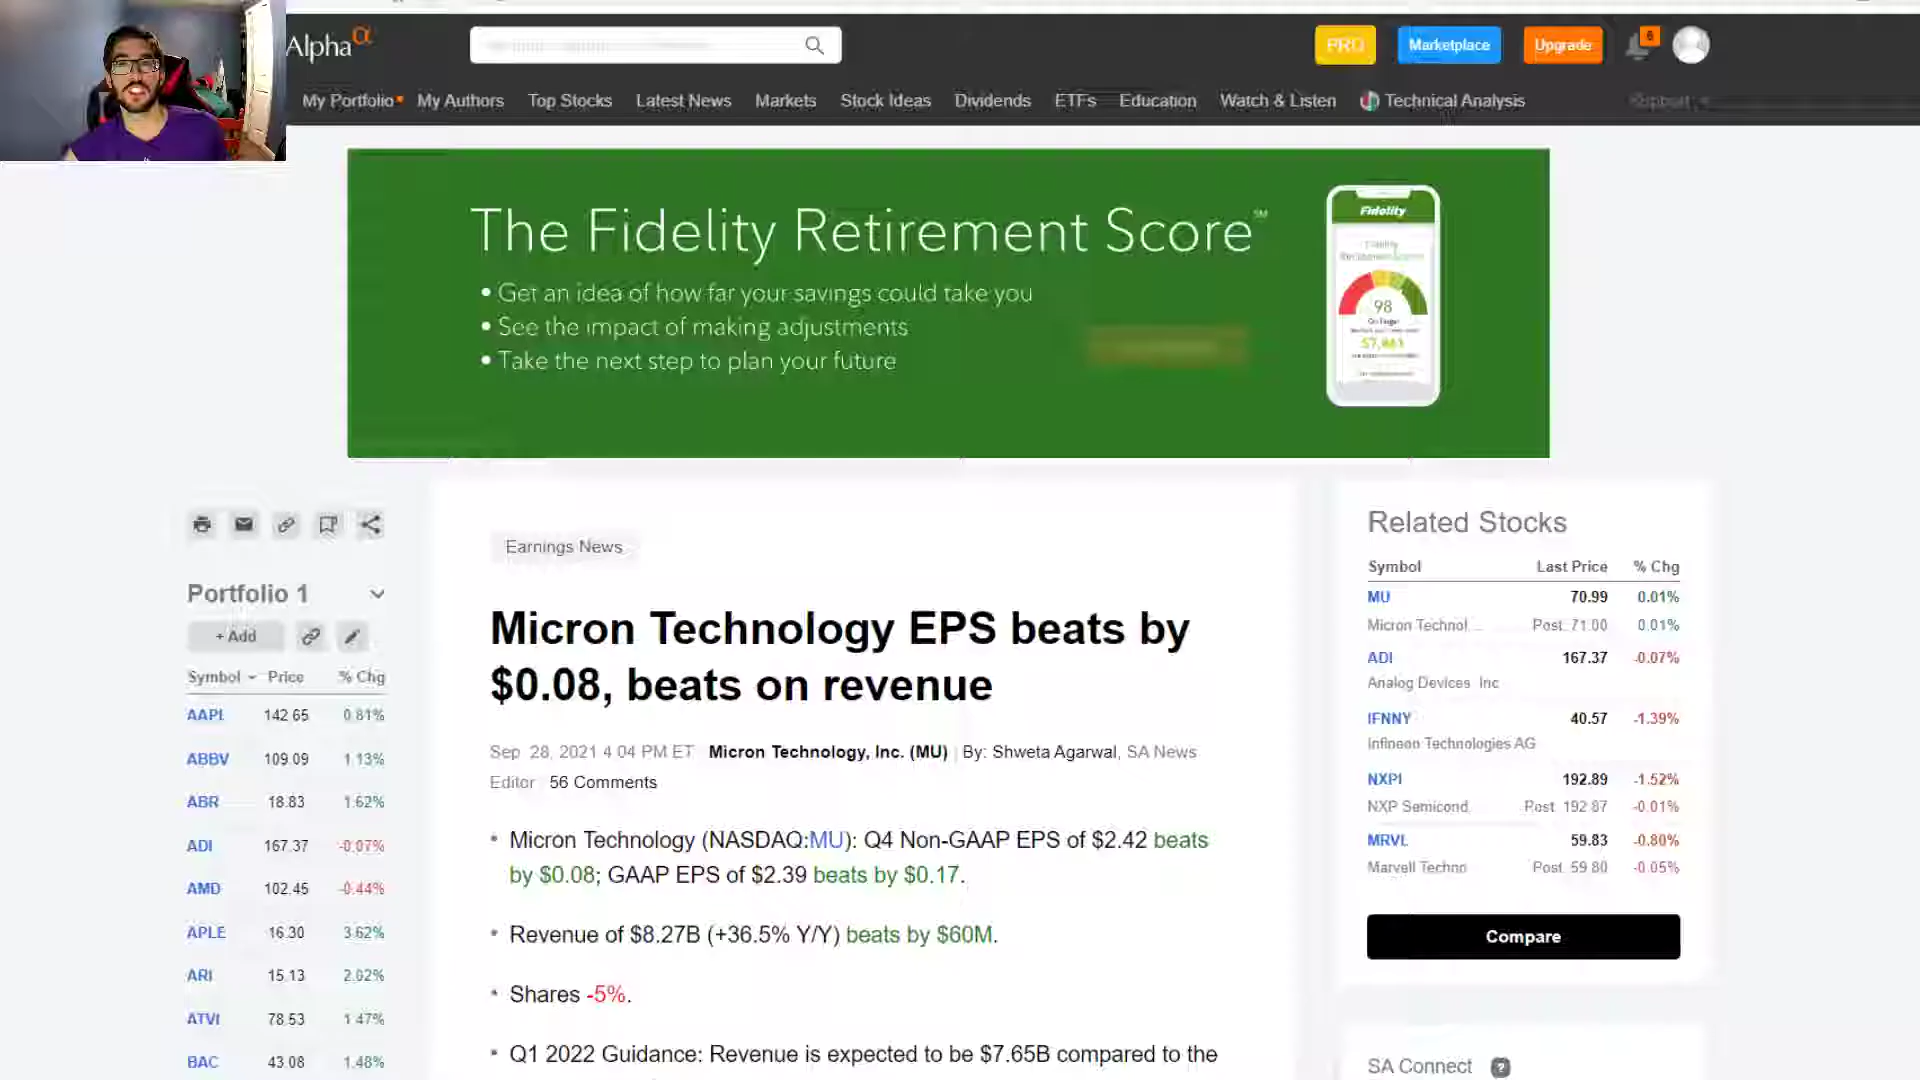 Alpha α
PRO
Marketplace
Upgrade
6
My Portfolio
My Authors
Top Stocks
Latest News
Markets
Stock Ideas
Dividends
ETFs
Education
Watch & Listen
Technical Analysis
Support
The Fidelity Retirement Score℠
• Get an idea of how far your savings could take you
• See the impact of making adjustments
• Take the next step to plan your future
Fidelity
98
Portfolio 1
+ Add
Symbol Price % Chg
AAPL 142.65 0.81%
ABBV 109.09 1.13%
ABR 18.83 1.62%
ADI 167.37 -0.07%
AMD 102.45 -0.44%
APLE 16.30 3.62%
ARI 15.13 2.02%
ATVI 78.53 1.47%
BAC 43.08 1.48%
Earnings News
Micron Technology EPS beats by
$0.08, beats on revenue
Sep. 28, 2021 4:04 PM ET Micron Technology, Inc. (MU) By: Shweta Agarwal, SA News
Editor 56 Comments
• Micron Technology (NASDAQ:MU): Q4 Non-GAAP EPS of $2.42 beats
by $0.08; GAAP EPS of $2.39 beats by $0.17.
• Revenue of $8.27B (+36.5% Y/Y) beats by $60M.
• Shares -5%.
• Q1 2022 Guidance: Revenue is expected to be $7.65B compared to the
Related Stocks
Symbol Last Price % Chg
MU 70.99 0.01%
Micron Technol... Post. 71.00 0.01%
ADI 167.37 -0.07%
Analog Devices, Inc.
IFNNY 40.57 -1.39%
Infineon Technologies AG
NXPI 192.89 -1.52%
NXP Semicond... Post. 192.87 -0.01%
MRVL 59.83 -0.80%
Marvell Techno... Post. 59.80 -0.05%
Compare
SA Connect ?